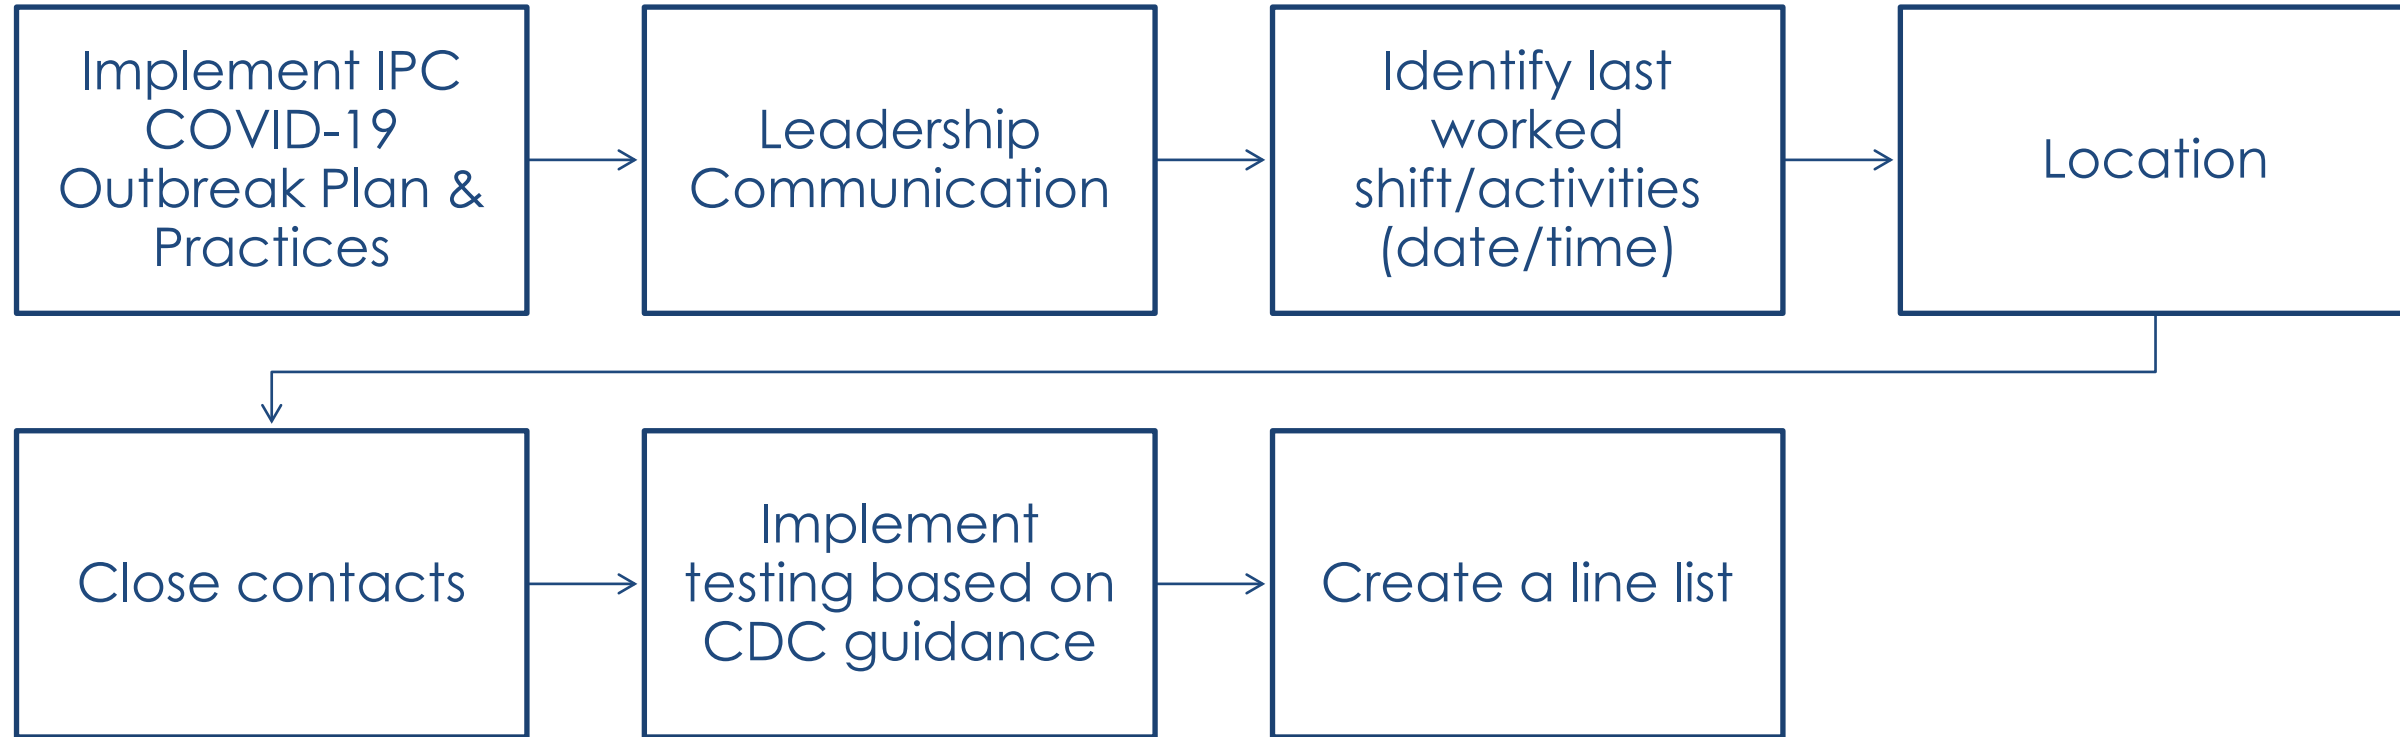 Implement IPC
COVID-19
Outbreak Plan &
Practices
Leadership
Communication
Identify last
worked
shift/activities
(date/time)
Location
Close contacts
Implement
testing based on
CDC guidance
Create a line list